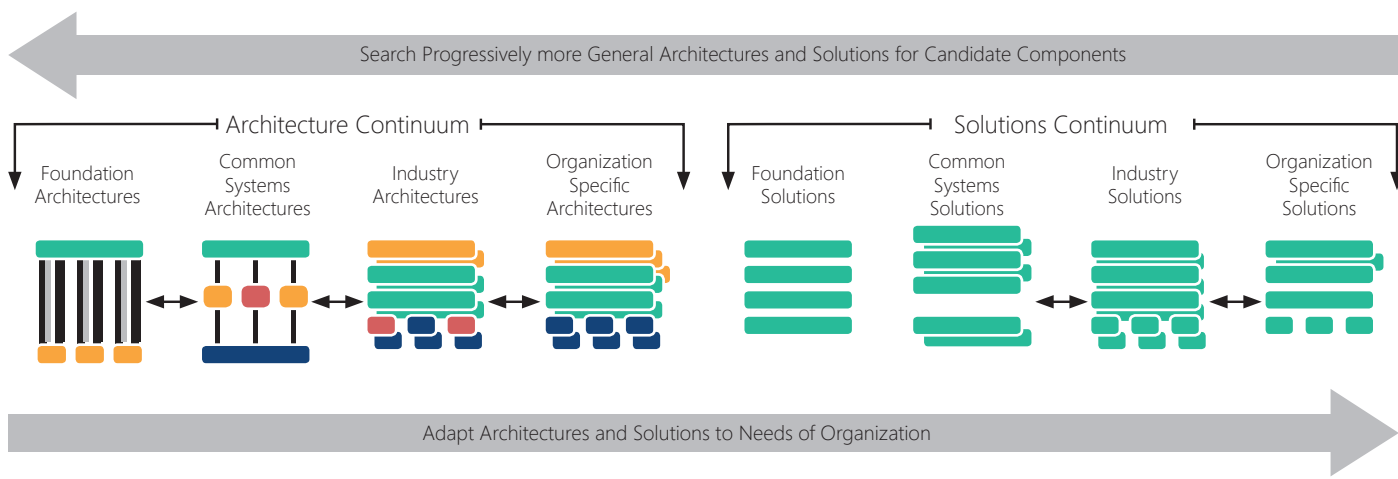 Search Progressively more General Architectures and Solutions for Candidate Components
Architecture Continuum
Solutions Continuum
Foundation
Architectures
Common
Systems
Architectures
Industry
Architectures
Organization
Specific
Architectures
Foundation
Solutions
Common
Systems
Solutions
Industry
Solutions
Organization
Specific
Solutions
Adapt Architectures and Solutions to Needs of Organization